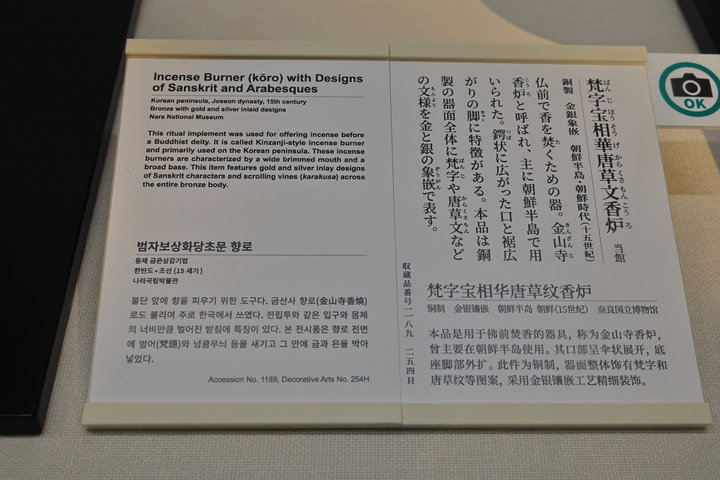 Incense Burner (kōro) with Designs
of Sanskrit and Arabesques
Korean peninsula, Joseon dynasty, 15th century
Bronze with gold and silver inlaid designs
Nara National Museum
This ritual implement was used for offering incense before
a Buddhist deity. It is called Kinzanji-style incense burner
and primarily used on the Korean peninsula. These incense
burners are characterized by a wide brimmed mouth and a
broad base. This item features gold and silver inlay designs
of Sanskrit characters and scrolling vines (karakusa) across
the entire bronze body.
범자보상화당초문 향로
동제 금은상감기법
한반도・조선 (15 세기)
나라국립박물관
불단 앞에 향을 피우기 위한 도구다. 금산사 향로(金山寺香爐)
로도 불리며 주로 한국에서 쓰였다. 전립투와 같은 입구와 몸체
의 너비만큼 벌어진 받침에 특징이 있다. 본 전시품은 향로 전면
에 범어(梵語)와 넝쿨무늬 등을 새기고 그 안에 금과 은을 박아
넣었다.
Accession No. 1189, Decorative Arts No. 254H
梵字宝相華唐草文香炉 当館
銅製 金銀象嵌 朝鮮半島・朝鮮時代(十五世紀)
仏前で香を焚くための器。金山寺
香炉と呼ばれ、主に朝鮮半島で用
いられた。鍔状に広がった口と裾広
がりの脚に特徴がある。本品は銅
製の器面全体に梵字や唐草文など
の文様を金と銀の象嵌で表す。
収蔵品番号一一八九 二五四H
梵字宝相华唐草纹香炉
铜制 金银镶嵌 朝鲜半岛 朝鲜(15世纪) 奈良国立博物馆
本品是用于佛前焚香的器具，称为金山寺香炉，
曾主要在朝鲜半岛使用。其口部呈伞状展开，底
座脚部外扩。此件为铜制，器面整体饰有梵字和
唐草纹等图案，采用金银镶嵌工艺精细装饰。
OK